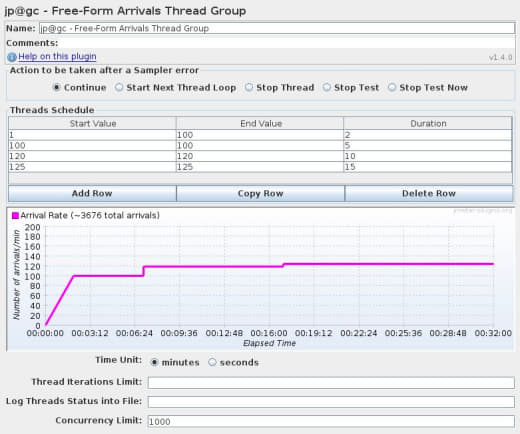 jp@gc - Free-Form Arrivals Thread Group
Name: jp@gc - Free-Form Arrivals Thread Group
Comments:
Help on this plugin v1.4.0
Action to be taken after a Sampler error
Continue Start Next Thread Loop Stop Thread Stop Test Stop Test Now
Threads Schedule
Start Value End Value Duration
1 100 2
100 100 5
120 120 10
125 125 15
Add Row Copy Row Delete Row
Arrival Rate (~3676 total arrivals) jmeter-plugins.org
Number of arrivals/min
200
180
160
140
120
100
80
60
40
20
0
00:00:00 00:03:12 00:06:24 00:09:36 00:12:48 00:16:00 00:19:12 00:22:24 00:25:36 00:28:48 00:32:00
Elapsed Time
Time Unit: minutes seconds
Thread Iterations Limit:
Log Threads Status into File:
Concurrency Limit: 1000